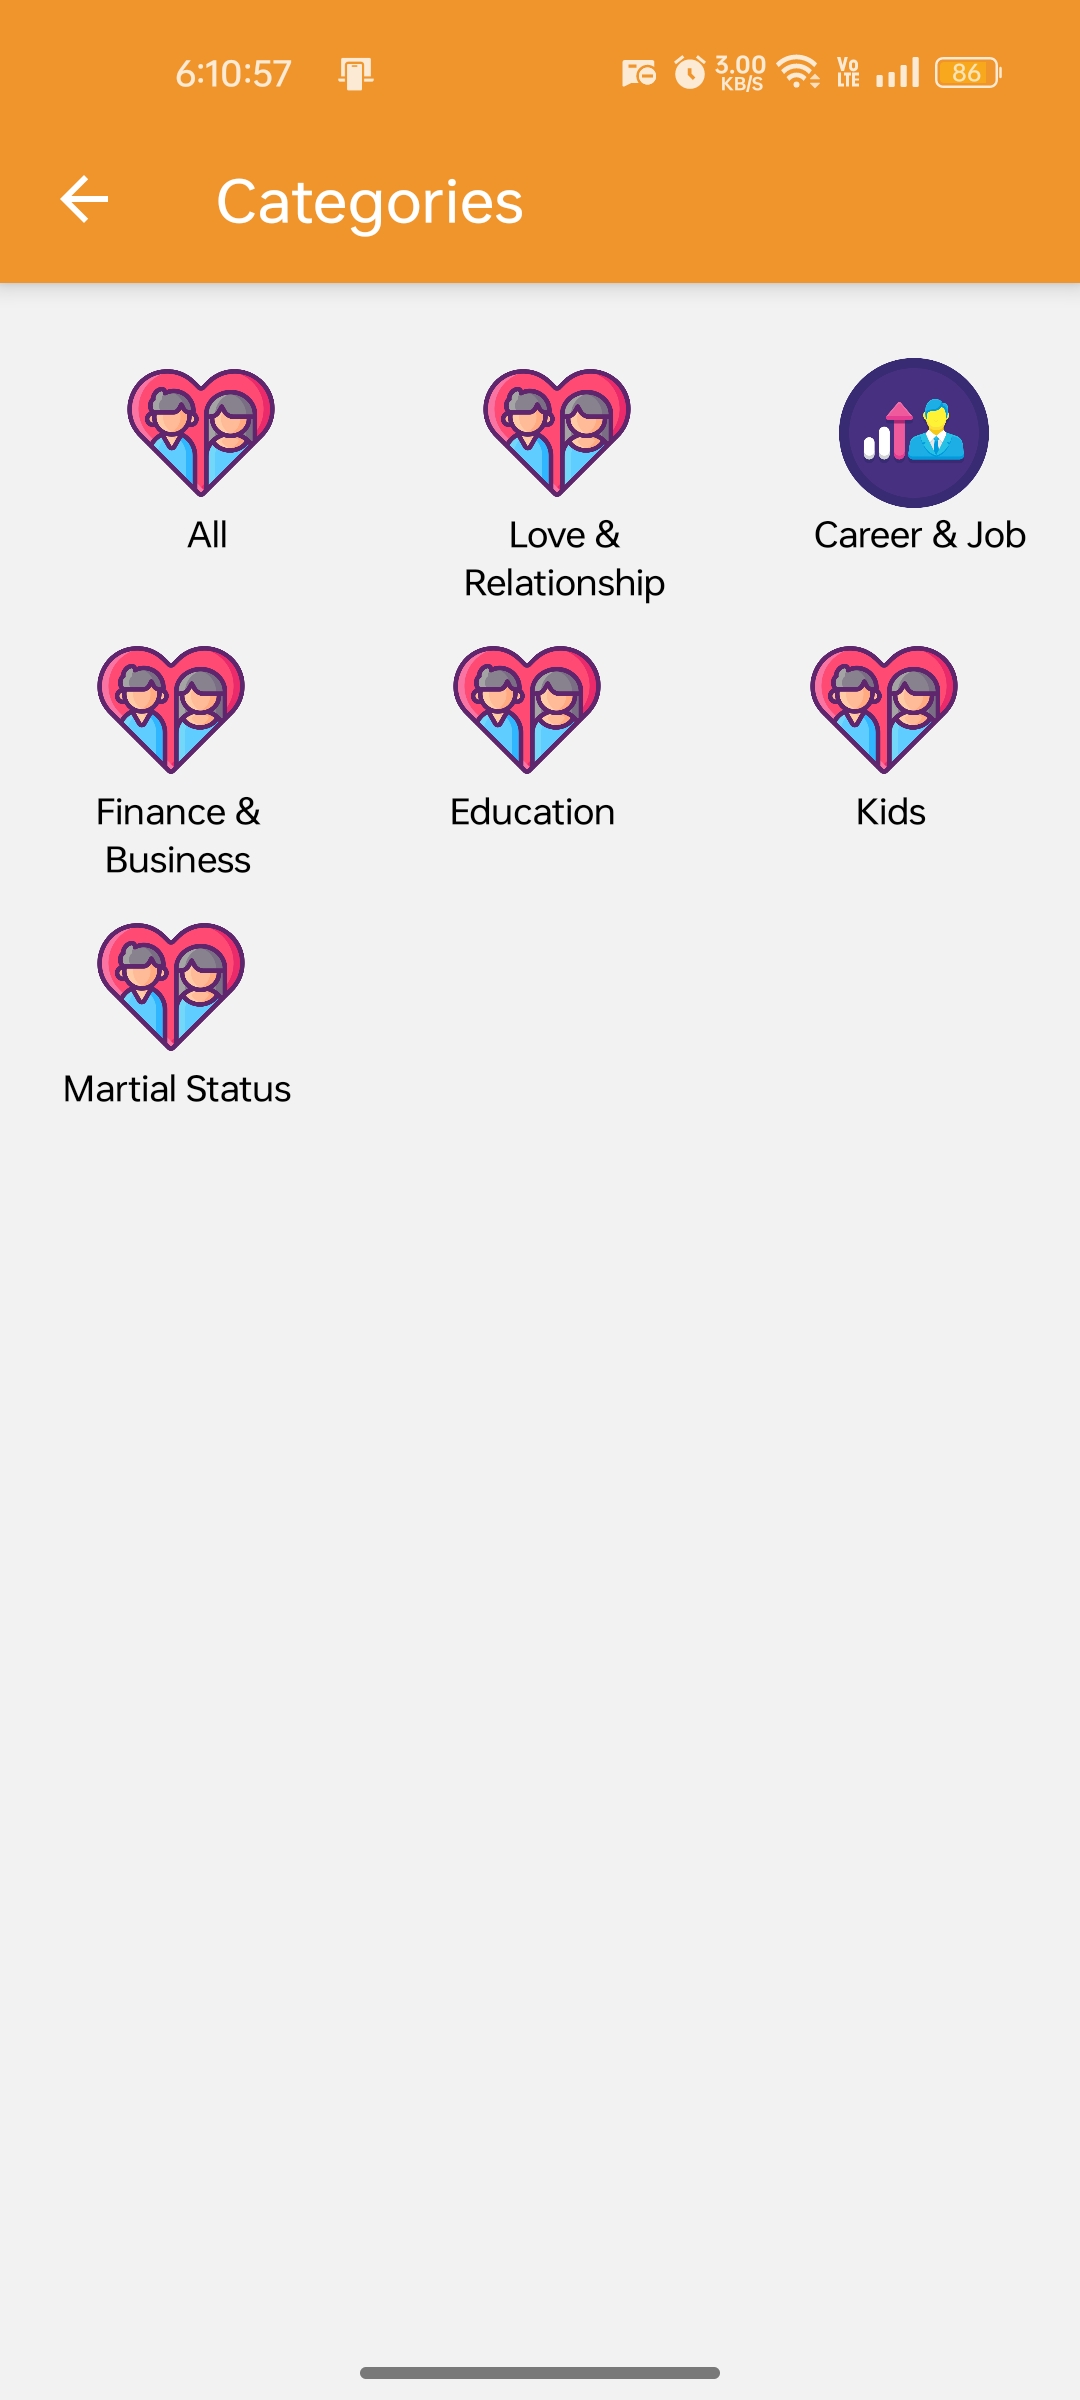 6:10:57
3.00
KB/S
Vo
LTE
86
Categories
All
Love &
Relationship
Career & Job
Finance &
Business
Education
Kids
Martial Status